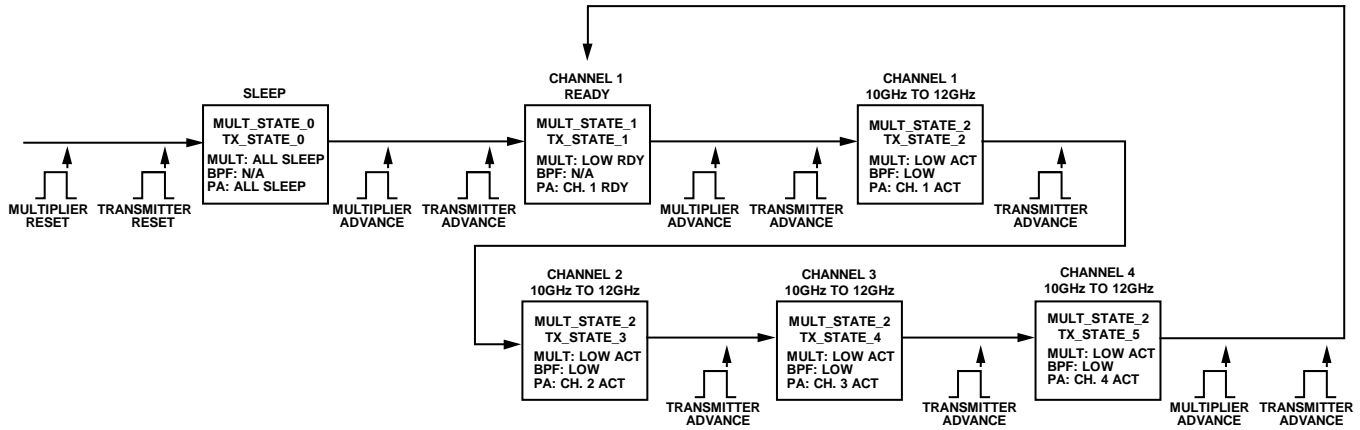 SLEEP
MULT_STATE_0
TX_STATE_0
MULT: ALL SLEEP
BPF: N/A
PA: ALL SLEEP
MULTIPLIER
RESET
TRANSMITTER
RESET
CHANNEL 1
READY
MULT_STATE_1
TX_STATE_1
MULT: LOW RDY
BPF: N/A
PA: CH. 1 RDY
MULTIPLIER
ADVANCE
TRANSMITTER
ADVANCE
CHANNEL 1
10GHz TO 12GHz
MULT_STATE_2
TX_STATE_2
MULT: LOW ACT
BPF: LOW
PA: CH. 1 ACT
MULTIPLIER
ADVANCE
TRANSMITTER
ADVANCE
TRANSMITTER
ADVANCE
CHANNEL 2
10GHz TO 12GHz
MULT_STATE_2
TX_STATE_3
MULT: LOW ACT
BPF: LOW
PA: CH. 2 ACT
TRANSMITTER
ADVANCE
CHANNEL 3
10GHz TO 12GHz
MULT_STATE_2
TX_STATE_4
MULT: LOW ACT
BPF: LOW
PA: CH. 3 ACT
TRANSMITTER
ADVANCE
CHANNEL 4
10GHz TO 12GHz
MULT_STATE_2
TX_STATE_5
MULT: LOW ACT
BPF: LOW
PA: CH. 4 ACT
MULTIPLIER
ADVANCE
TRANSMITTER
ADVANCE